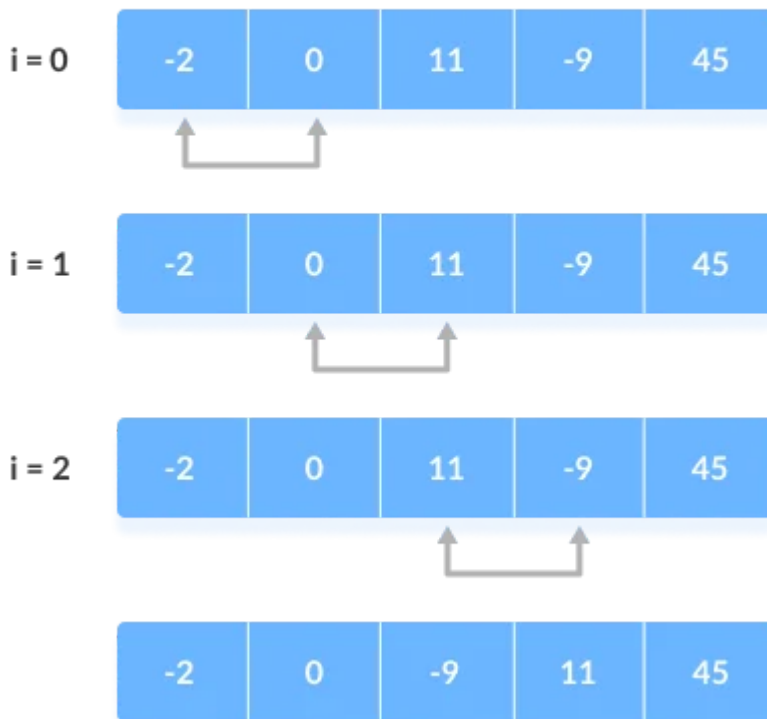 i = 0 -2 0 11 -9 45
i = 1 -2 0 11 -9 45
i = 2 -2 0 11 -9 45
-2 0 -9 11 45